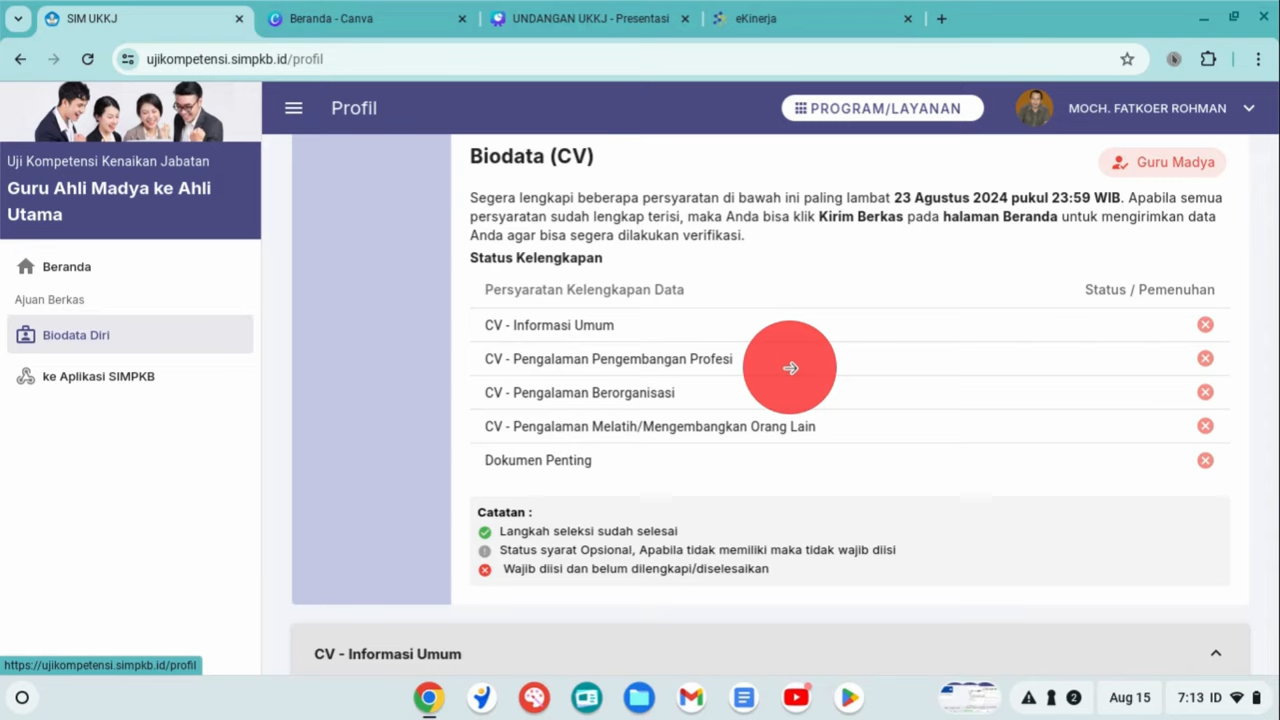 SIM UKKJ
Beranda - Canva
UNDANGAN UKKJ - Presentasi
eKinerja
ujikompetensi.simpkb.id/profil
Profil
PROGRAM/LAYANAN
MOCH. FATKOER ROHMAN
Uji Kompetensi Kenaikan Jabatan
Guru Ahli Madya ke Ahli
Utama
Beranda
Ajuan Berkas
Biodata Diri
ke Aplikasi SIMPKB
Biodata (CV)
Guru Madya
Segera lengkapi beberapa persyaratan di bawah ini paling lambat 23 Agustus 2024 pukul 23:59 WIB. Apabila semua
persyaratan sudah lengkap terisi, maka Anda bisa klik Kirim Berkas pada halaman Beranda untuk mengirimkan data
Anda agar bisa segera dilakukan verifikasi.
Status Kelengkapan
Persyaratan Kelengkapan Data Status / Pemenuhan
CV - Informasi Umum
CV - Pengalaman Pengembangan Profesi
CV - Pengalaman Berorganisasi
CV - Pengalaman Melatih/Mengembangkan Orang Lain
Dokumen Penting
Catatan :
Langkah seleksi sudah selesai
Status syarat Opsional, Apabila tidak memiliki maka tidak wajib diisi
Wajib diisi dan belum dilengkapi/diselesaikan
CV - Informasi Umum
https://ujikompetensi.simpkb.id/profil
2
Aug 15
7:13 ID